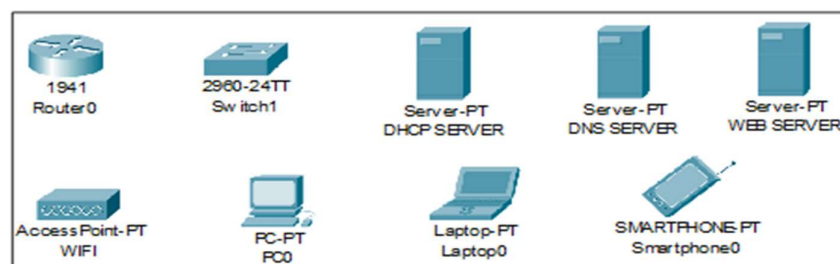 1941
Router0
2960-24TT
Switch1
Server-PT
DHCP SERVER
Server-PT
DNS SERVER
Server-PT
WEB SERVER
AccessPoint-PT
WIFI
PC-PT
PC0
Laptop-PT
Laptop0
SMARTPHONE-PT
Smartphone0